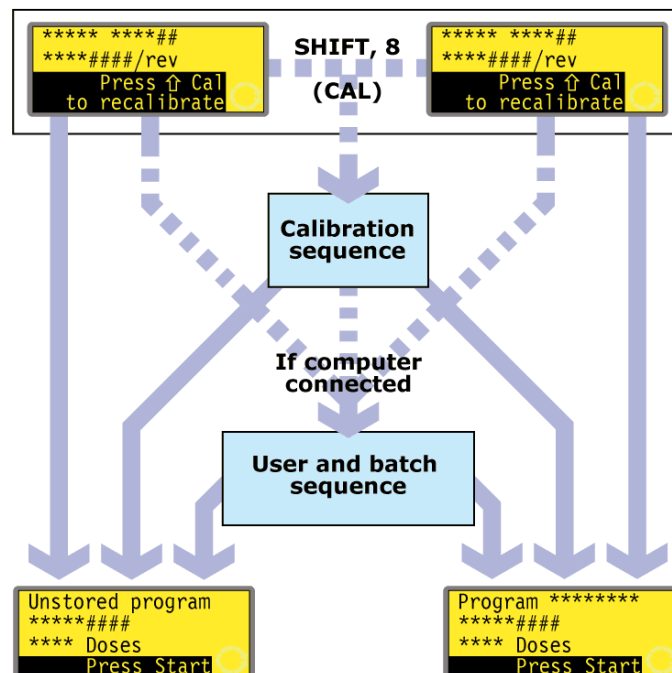 ***** ****##
****####/rev
Press ⇧ Cal
to recalibrate
SHIFT, 8
(CAL)
***** ****##
****####/rev
Press ⇧ Cal
to recalibrate
Calibration
sequence
If computer
connected
User and batch
sequence
Unstored program
*****####
**** Doses
Press Start
Program ********
*****####
**** Doses
Press Start